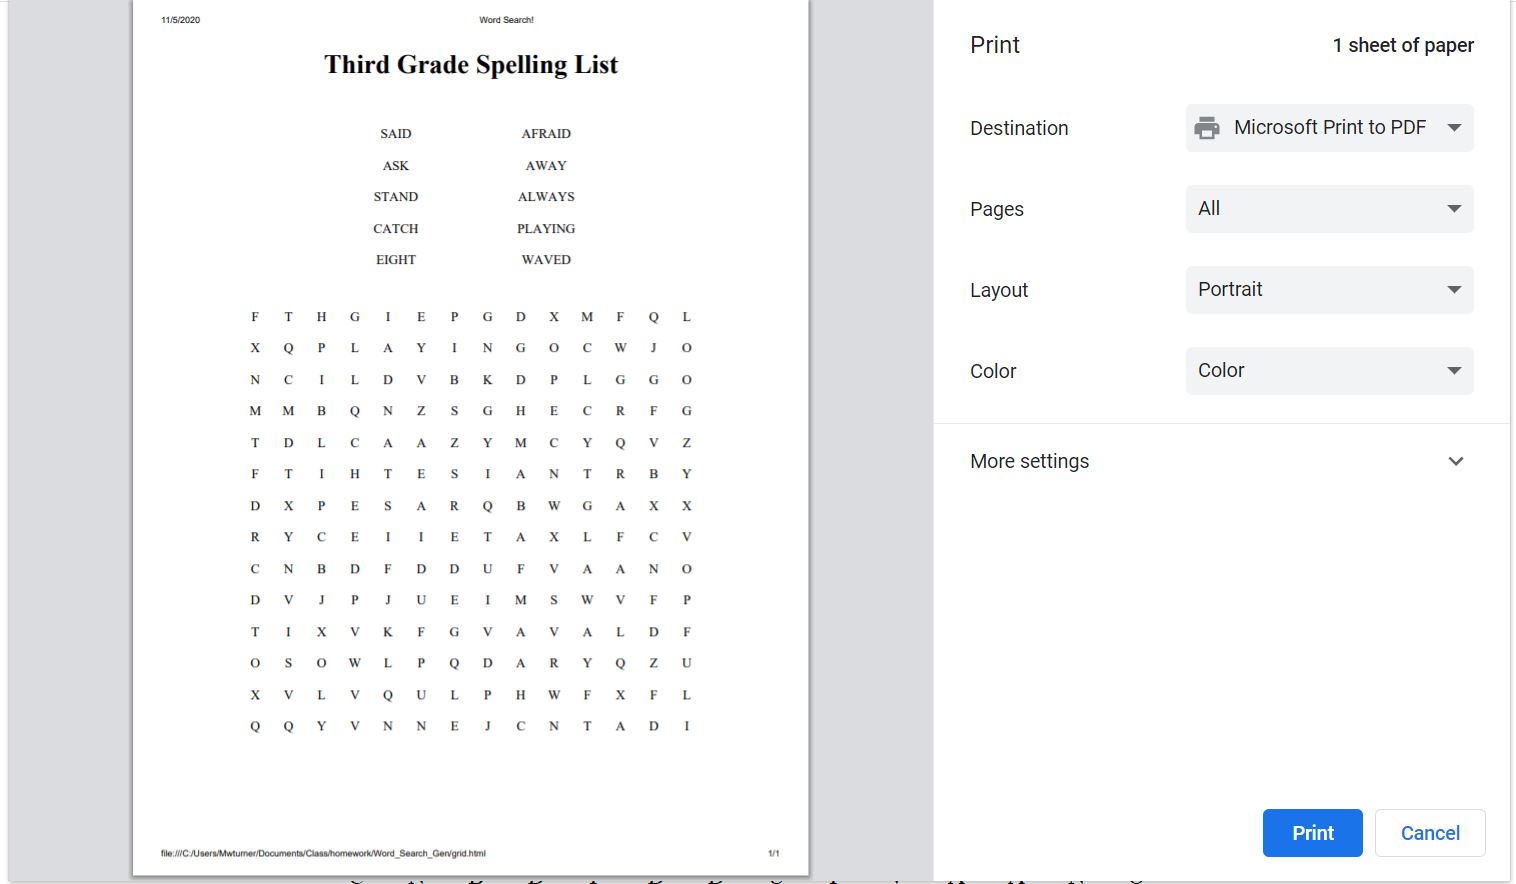 11/5/2020 Word Search!
Third Grade Spelling List
SAID AFRAID
ASK AWAY
STAND ALWAYS
CATCH PLAYING
EIGHT WAVED
F T H G I E P G D X M F Q L
X Q P L A Y I N G O C W J O
N C I L D V B K D P L G G O
M M B Q N Z S G H E C R F G
T D L C A A Z Y M C Y Q V Z
F T I H T E S I A N T R B Y
D X P E S A R Q B W G A X X
R Y C E I I E T A X L F C V
C N B D F D D U F V A A N O
D V J P J U E I M S W V F P
T I X V K F G V A V A L D F
O S O W L P Q D A R Y Q Z U
X V L V Q U L P H W F X F L
Q Q Y V N N E J C N T A D I
file:///C:/Users/Mwturner/Documents/Class/homework/Word_Search_Gen/grid.html 1/1
Print 1 sheet of paper
Destination Microsoft Print to PDF
Pages All
Layout Portrait
Color Color
More settings
Print Cancel